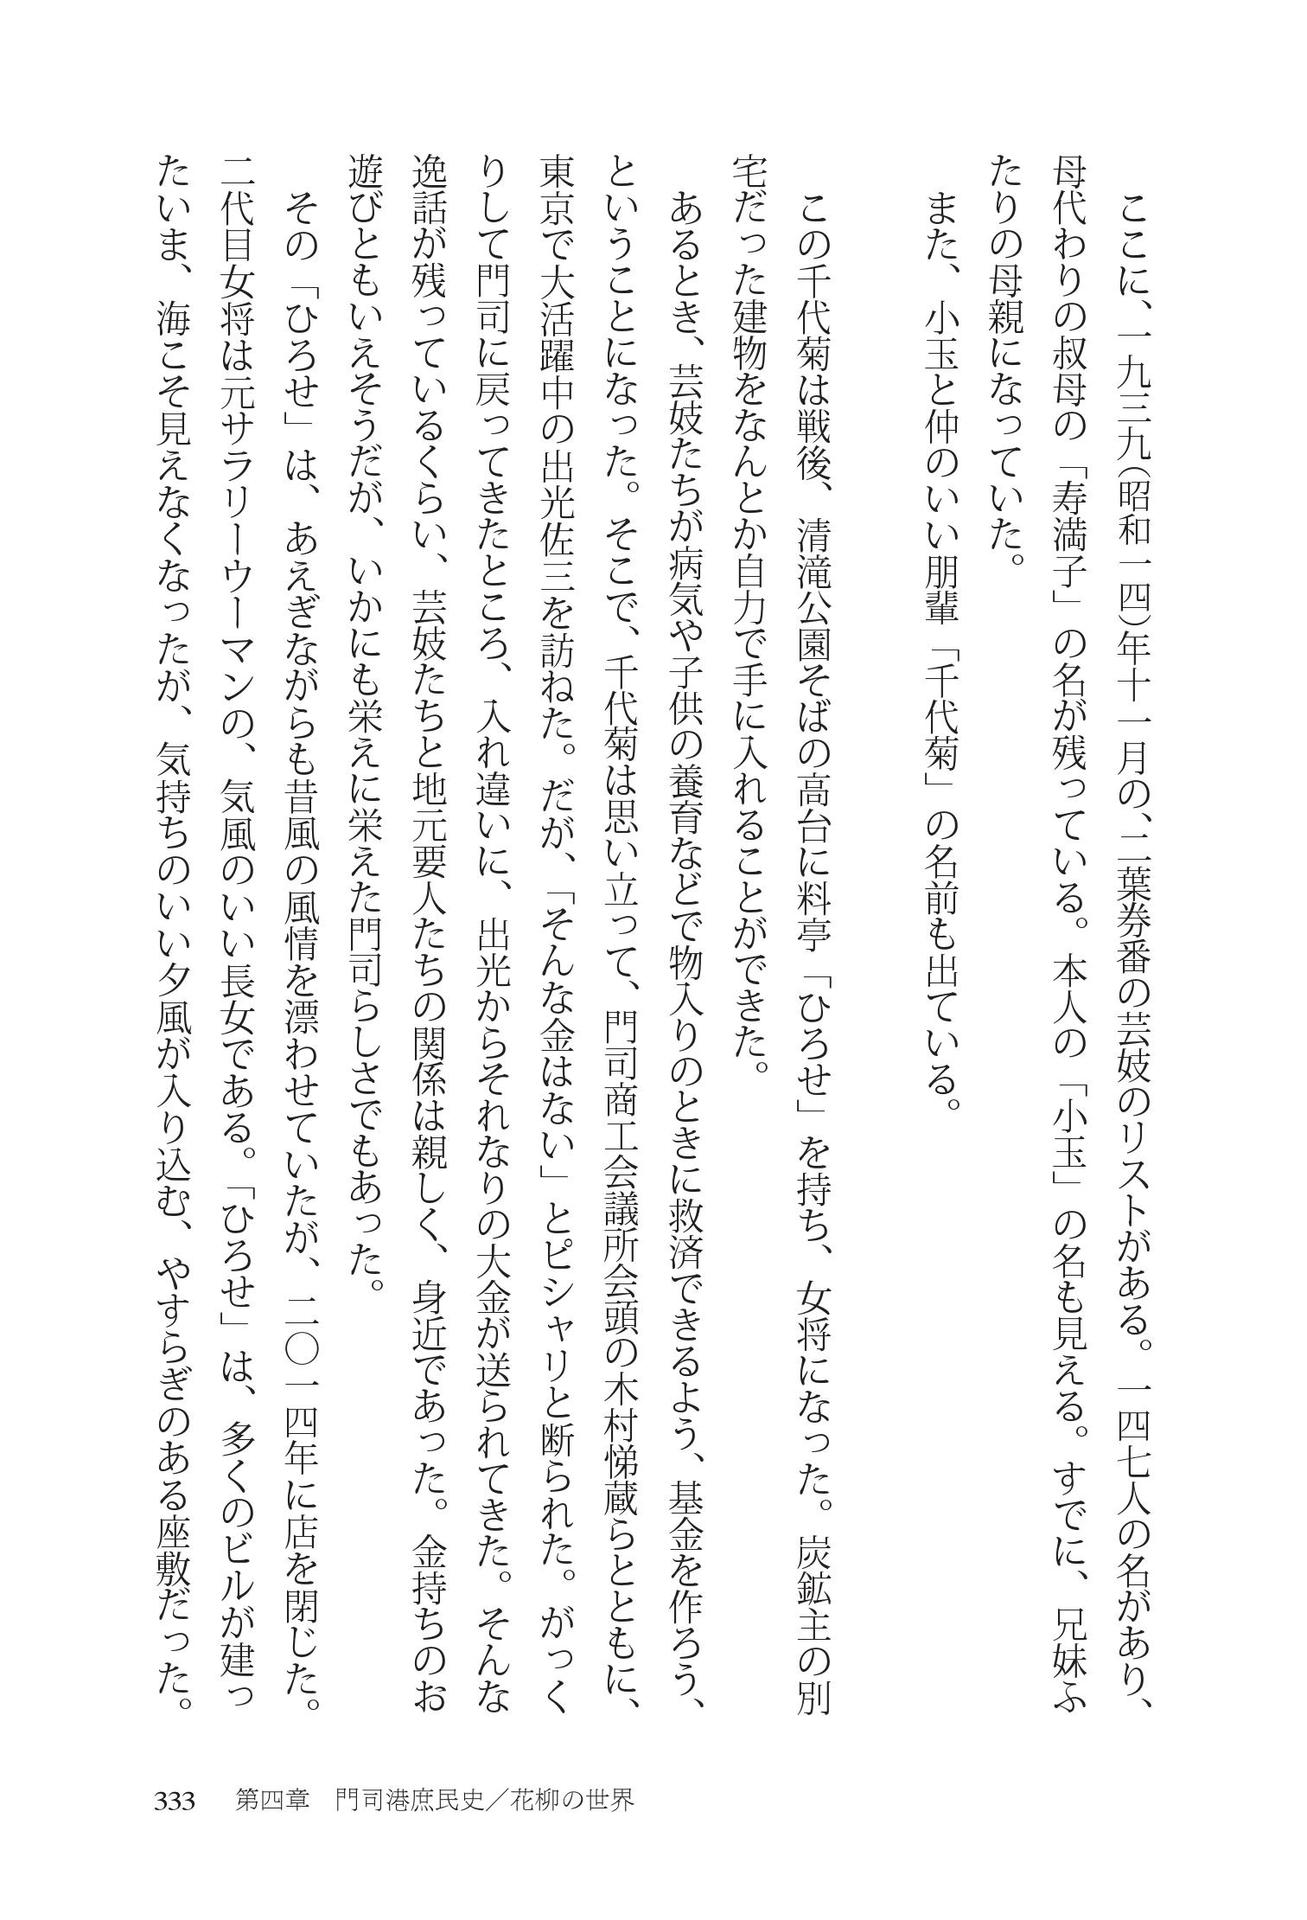 ここに、一九三九（昭和一四）年十一月の、二葉券番の芸妓のリストがある。一四七人の名があり、
母代わりの叔母の「寿満子」の名が残っている。本人の「小玉」の名も見える。すでに、兄妹ふ
たりの母親になっていた。
また、小玉と仲のいい朋輩「千代菊」の名前も出ている。
この千代菊は戦後、清滝公園そばの高台に料亭「ひろせ」を持ち、女将になった。炭鉱主の別
宅だった建物をなんとか自力で手に入れることができた。
あるとき、芸妓たちが病気や子供の養育などで物入りのときに救済できるよう、基金を作ろう、
ということになった。そこで、千代菊は思い立って、門司商工会議所会頭の木村悌蔵らとともに、
東京で大活躍中の出光佐三を訪ねた。だが、「そんな金はない」とピシャリと断られた。がっく
りして門司に戻ってきたところ、入れ違いに、出光からそれなりの大金が送られてきた。そんな
逸話が残っているくらい、芸妓たちと地元要人たちの関係は親しく、身近であった。金持ちのお
遊びともいえそうだが、いかにも栄えに栄えた門司らしさでもあった。
その「ひろせ」は、あえぎながらも昔風の風情を漂わせていたが、二〇一四年に店を閉じた。
二代目女将は元サラリーウーマンの、気風のいい長女である。「ひろせ」は、多くのビルが建っ
たいま、海こそ見えなくなったが、気持ちのいい夕風が入り込む、やすらぎのある座敷だった。
333 第四章 門司港庶民史／花柳の世界